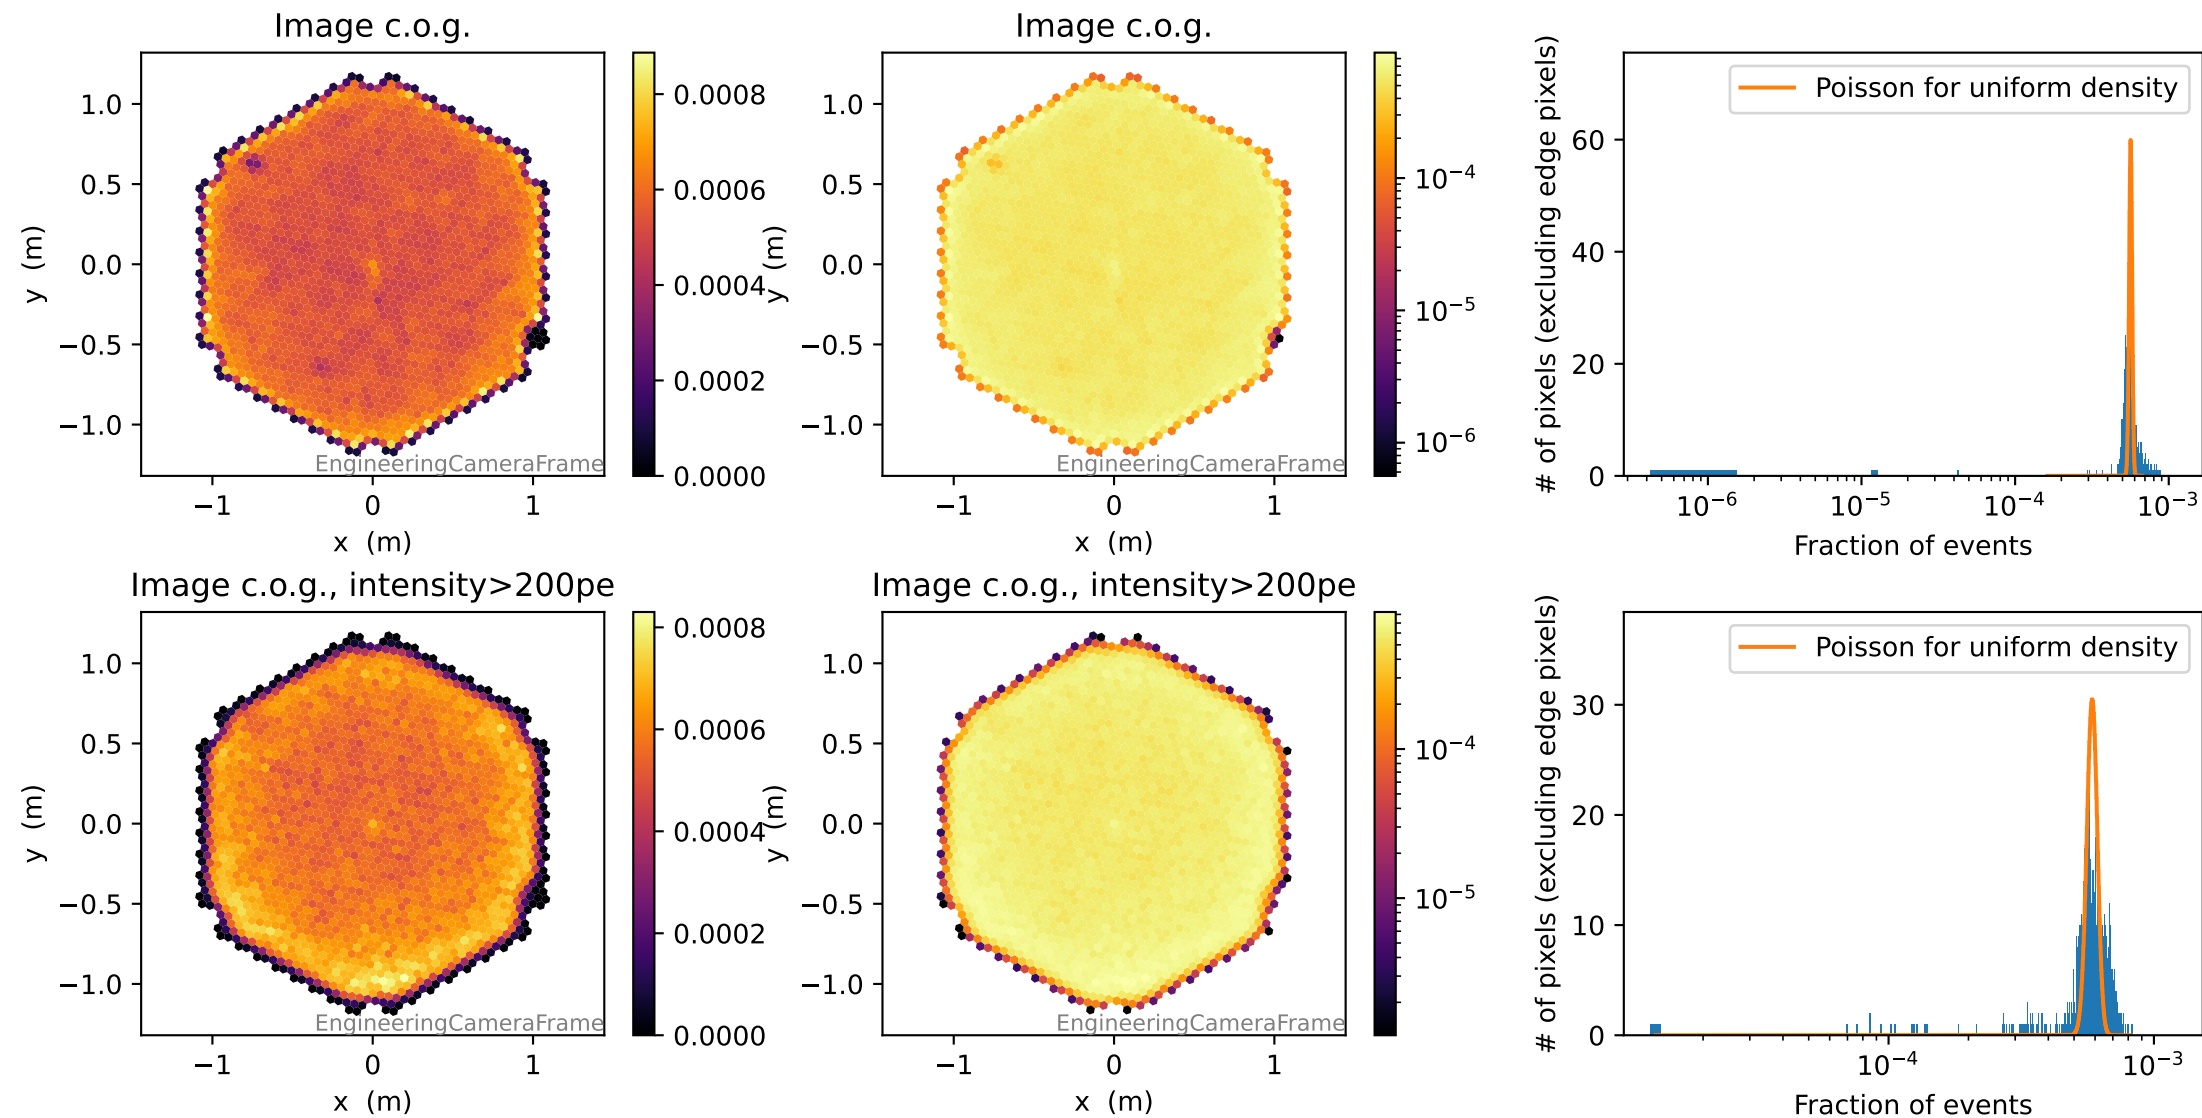 Image c.o.g.
1.0
0.5
0.0
−0.5
−1.0
y (m)
−1
0
1
x (m)
EngineeringCameraFrame
0.0008
0.0006
0.0004
0.0002
0.0000
Image c.o.g.
1.0
0.5
0.0
−0.5
−1.0
y (m)
−1
0
1
x (m)
EngineeringCameraFrame
10⁻⁴
10⁻⁵
10⁻⁶
Poisson for uniform density
# of pixels (excluding edge pixels)
60
40
20
0
10⁻⁶
10⁻⁵
10⁻⁴
10⁻³
Fraction of events
Image c.o.g., intensity>200pe
1.0
0.5
0.0
−0.5
−1.0
y (m)
−1
0
1
x (m)
EngineeringCameraFrame
0.0008
0.0006
0.0004
0.0002
0.0000
Image c.o.g., intensity>200pe
1.0
0.5
0.0
−0.5
−1.0
y (m)
−1
0
1
x (m)
EngineeringCameraFrame
10⁻⁴
10⁻⁵
Poisson for uniform density
# of pixels (excluding edge pixels)
30
20
10
0
10⁻⁴
10⁻³
Fraction of events